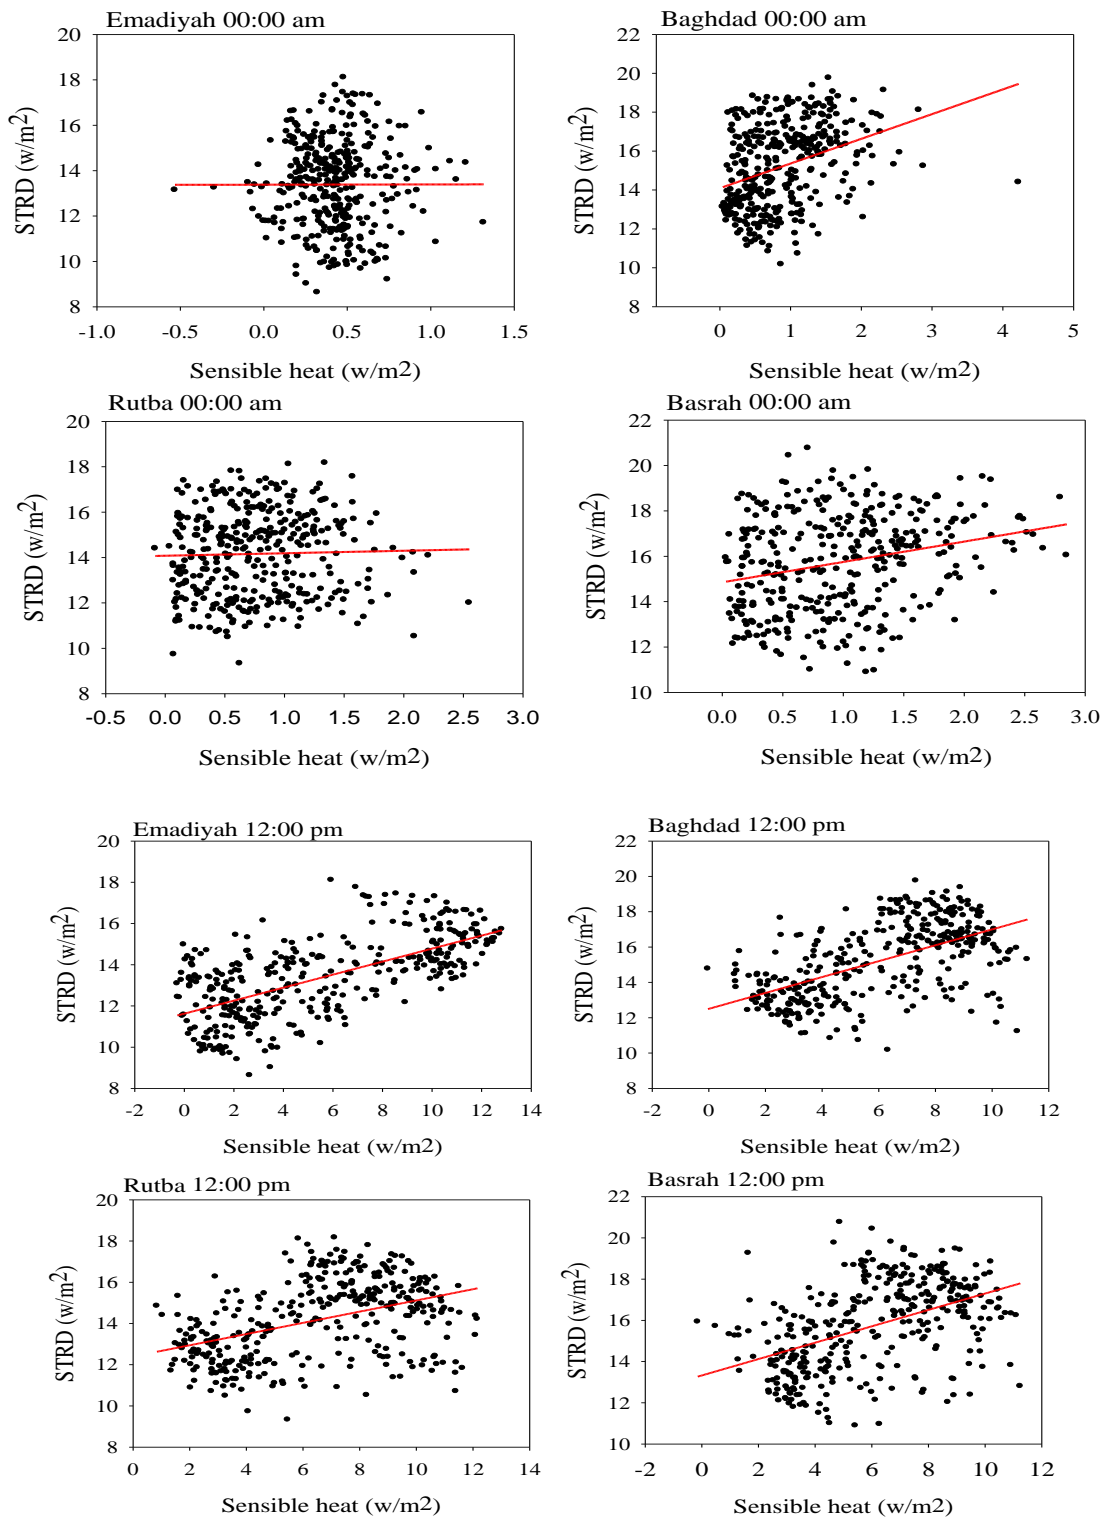 Emadiyah 00:00 am
20
18
16
14
12
10
8
STRD (w/m2)
-1.0 -0.5 0.0 0.5 1.0 1.5
Sensible heat (w/m2)
Baghdad 00:00 am
22
20
18
16
14
12
10
8
STRD (w/m2)
0 1 2 3 4 5
Sensible heat (w/m2)
Rutba 00:00 am
20
18
16
14
12
10
8
STRD (w/m2)
-0.5 0.0 0.5 1.0 1.5 2.0 2.5 3.0
Sensible heat (w/m2)
Basrah 00:00 am
22
20
18
16
14
12
10
STRD (w/m2)
0.0 0.5 1.0 1.5 2.0 2.5 3.0
Sensible heat (w/m2)
Emadiyah 12:00 pm
20
18
16
14
12
10
8
STRD (w/m2)
-2 0 2 4 6 8 10 12 14
Sensible heat (w/m2)
Baghdad 12:00 pm
22
20
18
16
14
12
10
8
STRD (w/m2)
-2 0 2 4 6 8 10 12
Sensible heat (w/m2)
Rutba 12:00 pm
20
18
16
14
12
10
8
STRD (w/m2)
0 2 4 6 8 10 12 14
Sensible heat (w/m2)
Basrah 12:00 pm
22
20
18
16
14
12
10
STRD (w/m2)
-2 0 2 4 6 8 10 12
Sensible heat (w/m2)